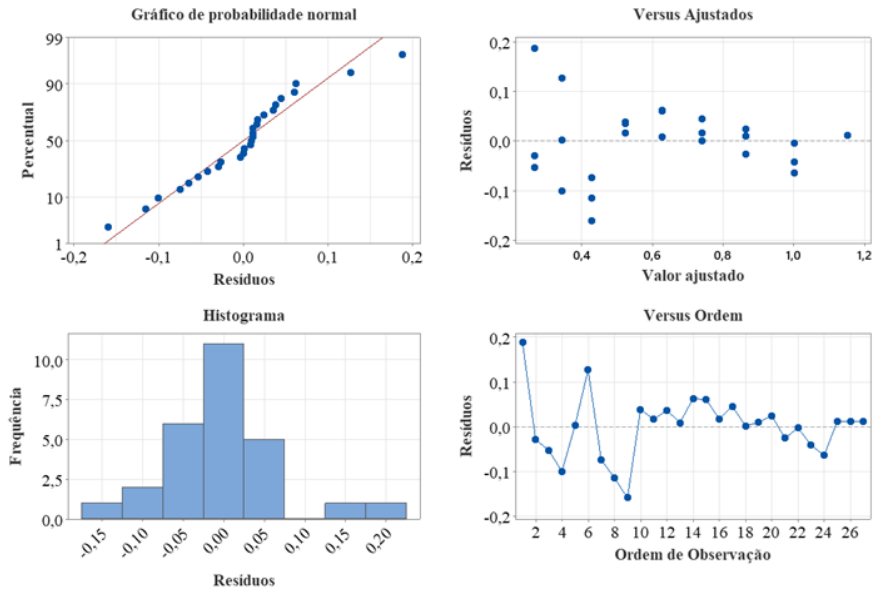 Gráfico de probabilidade normal
99
90
50
10
1
Percentual
-0,2 -0,1 0,0 0,1 0,2
Resíduos
Versus Ajustados
0,2
0,1
0,0
-0,1
-0,2
Resíduos
0,4 0,6 0,8 1,0 1,2
Valor ajustado
Histograma
10,0
7,5
5,0
2,5
0,0
Frequência
-0,15 -0,10 -0,05 0,00 0,05 0,10 0,15 0,20
Resíduos
Versus Ordem
0,2
0,1
0,0
-0,1
-0,2
Resíduos
2 4 6 8 10 12 14 16 18 20 22 24 26
Ordem de Observação